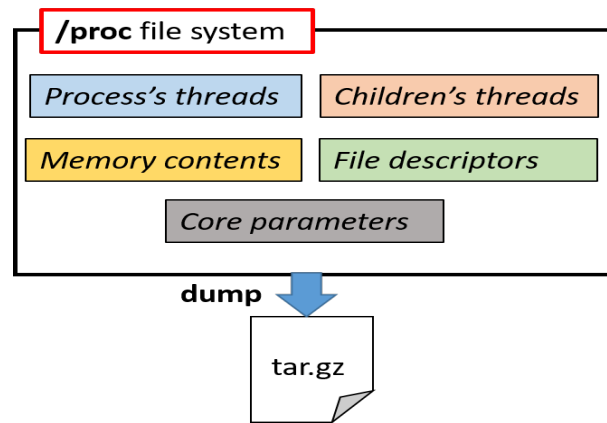 /proc file system
Process's threads
Children's threads
Memory contents
File descriptors
Core parameters
dump
tar.gz